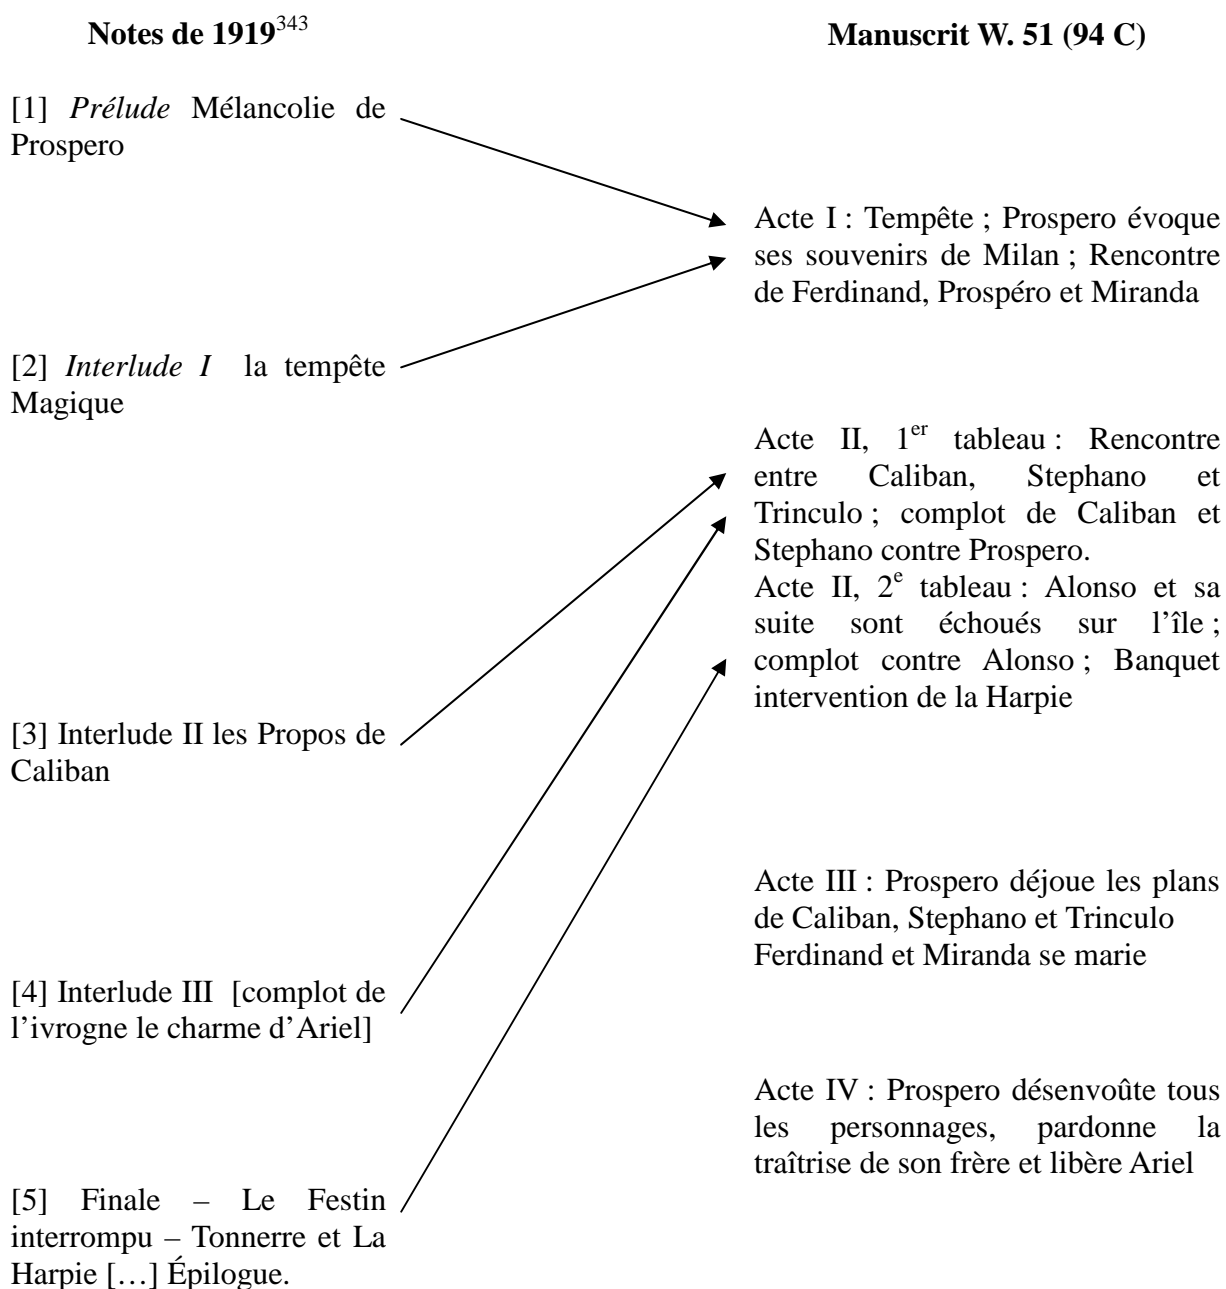 Notes de 1919343
[1] Prélude Mélancolie de
Prospero
[2] Interlude I la tempête
Magique
[3] Interlude II les Propos de
Caliban
[4] Interlude III [complot de
l’ivrogne le charme d’Ariel]
[5] Finale – Le Festin
interrompu – Tonnerre et La
Harpie […] Épilogue.
Manuscrit W. 51 (94 C)
Acte I : Tempête ; Prospero évoque
ses souvenirs de Milan ; Rencontre
de Ferdinand, Prospéro et Miranda
Acte II, 1er tableau : Rencontre
entre Caliban, Stephano et
Trinculo ; complot de Caliban et
Stephano contre Prospero.
Acte II, 2e tableau : Alonso et sa
suite sont échoués sur l’île ;
complot contre Alonso ; Banquet
intervention de la Harpie
Acte III : Prospero déjoue les plans
de Caliban, Stephano et Trinculo
Ferdinand et Miranda se marie
Acte IV : Prospero désenvoûte tous
les personnages, pardonne la
traîtrise de son frère et libère Ariel